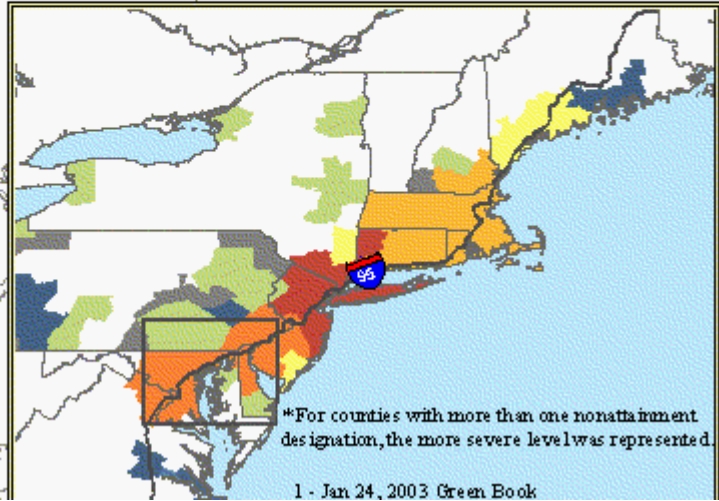 95
*For counties with more than one nonattainment
designation, the more severe level was represented.
1 - Jan 24, 2003 Green Book